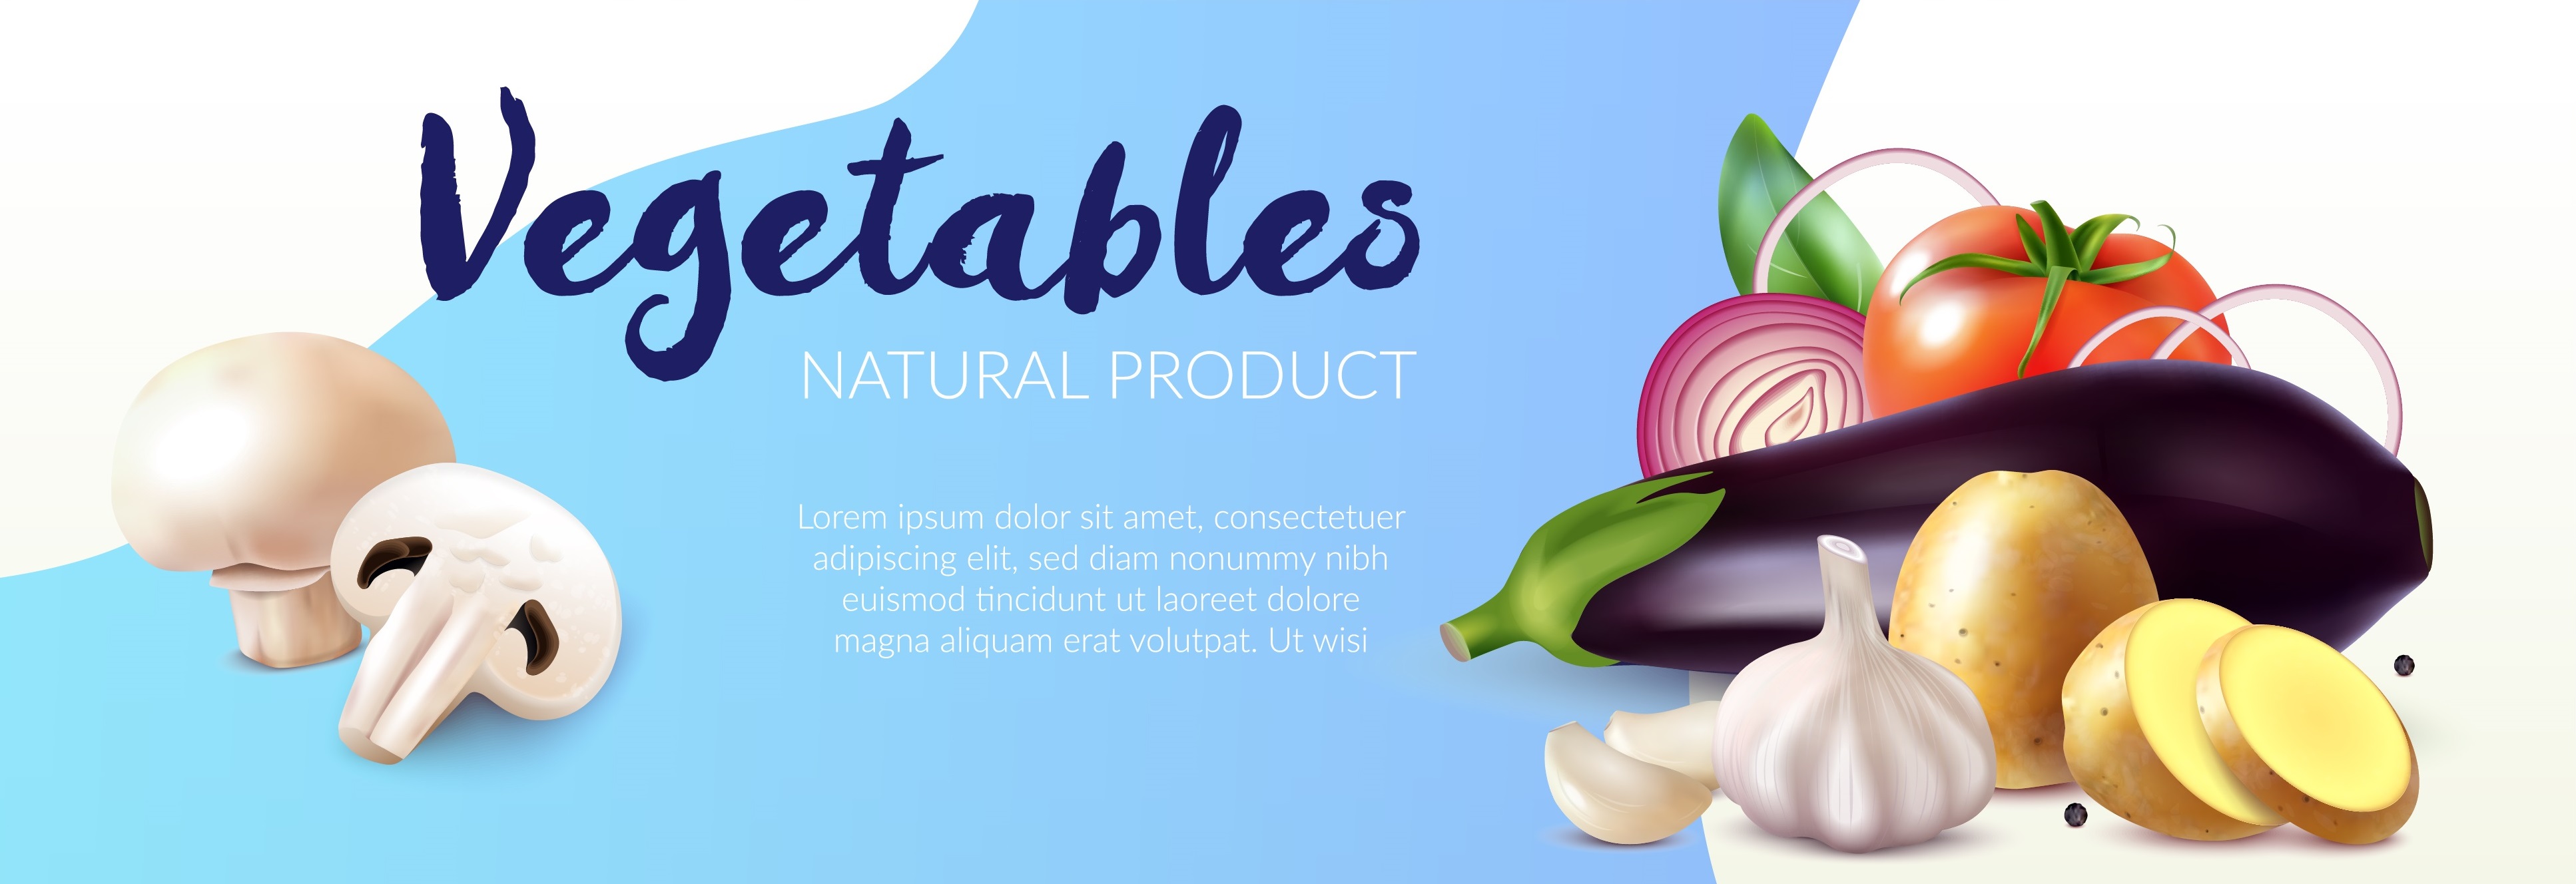 Vegetables
NATURAL PRODUCT
Lorem ipsum dolor sit amet, consectetuer
adipiscing elit, sed diam nonummy nibh
euismod tincidunt ut laoreet dolore
magna aliquam erat volutpat. Ut wisi